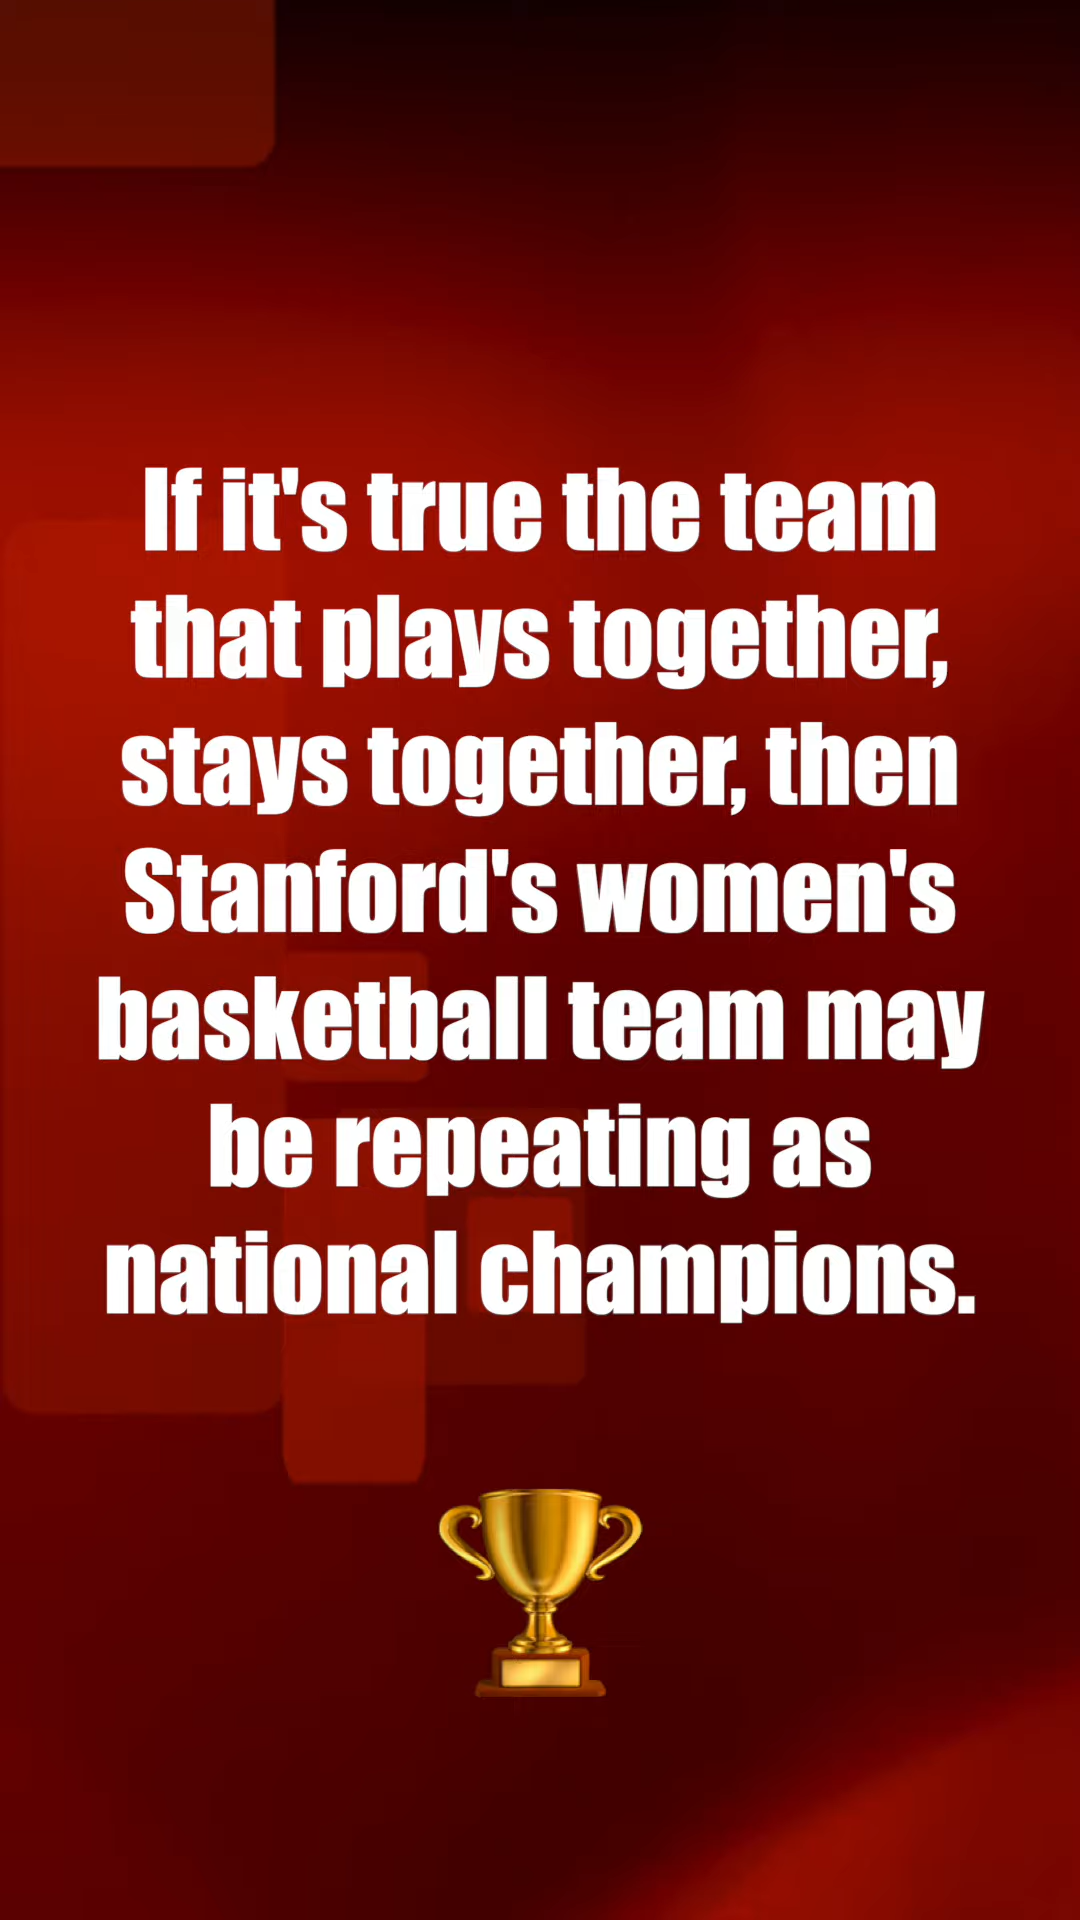 If it's true the team
that plays together,
stays together, then
Stanford's women's
basketball team may
be repeating as
national champions.